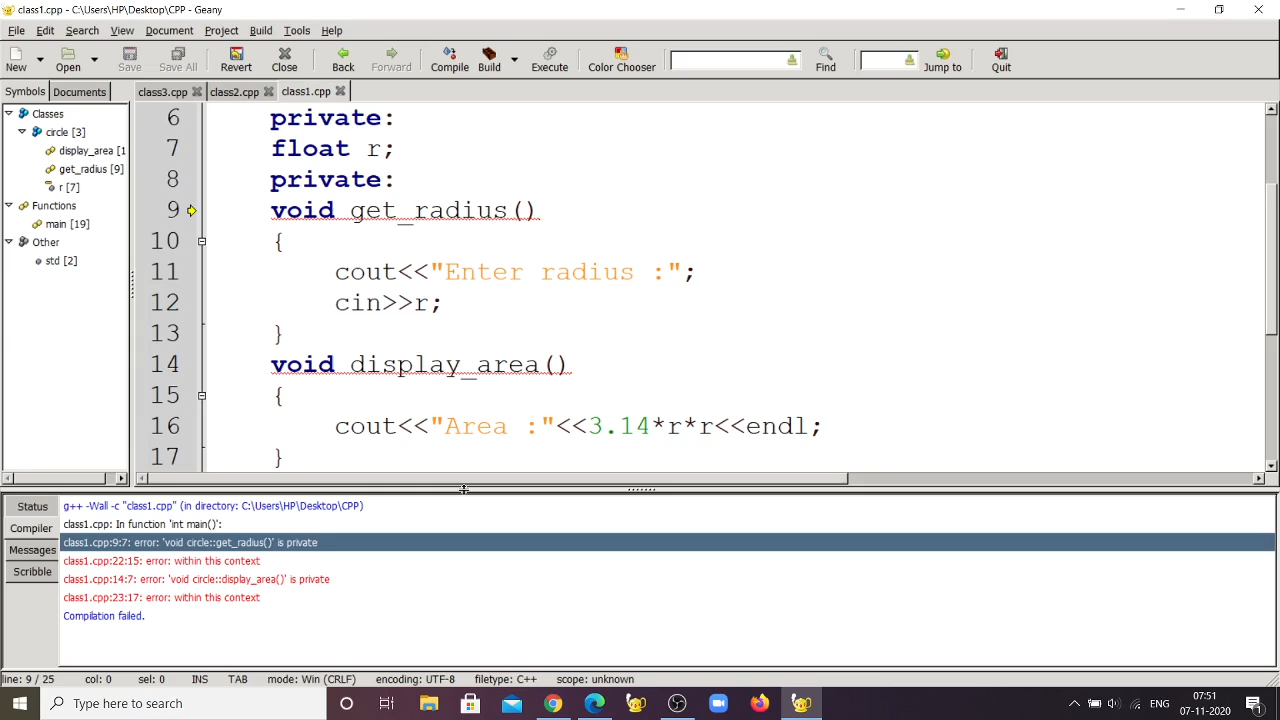 class1.cpp - C:\Users\HP\Desktop\CPP - Geany
File Edit Search View Document Project Build Tools Help
New Open Save Save All Revert Close Back Forward Compile Build Execute Color Chooser Find Jump to Quit
Symbols Documents class3.cpp class2.cpp class1.cpp
Classes
circle [3]
display_area [1
get_radius [9]
r [7]
Functions
main [19]
Other
std [2]
6 private:
7 float r;
8 private:
9 void get_radius()
10 {
11 cout<<"Enter radius :";
12 cin>>r;
13 }
14 void display_area()
15 {
16 cout<<"Area :"<<3.14*r*r<<endl;
17 }
Status
Compiler
Messages
Scribble
g++ -Wall -c "class1.cpp" (in directory: C:\Users\HP\Desktop\CPP)
class1.cpp: In function 'int main()':
class1.cpp:9:7: error: 'void circle::get_radius()' is private
class1.cpp:22:15: error: within this context
class1.cpp:14:7: error: 'void circle::display_area()' is private
class1.cpp:23:17: error: within this context
Compilation failed.
line: 9 / 25 col: 0 sel: 0 INS TAB mode: Win (CRLF) encoding: UTF-8 filetype: C++ scope: unknown
Type here to search
ENG
07:51
07-11-2020